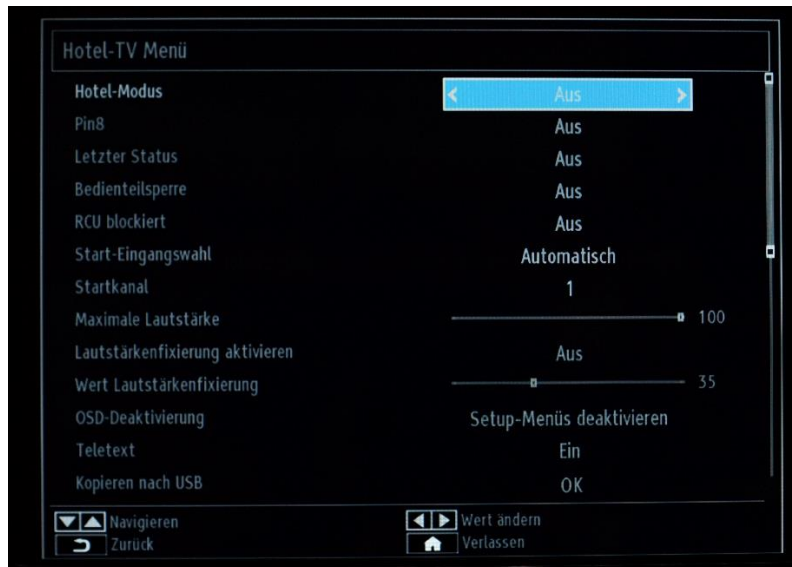 Hotel-TV Menü
Hotel-Modus Aus
Pin8 Aus
Letzter Status Aus
Bedienteilsperre Aus
RCU blockiert Aus
Start-Eingangswahl Automatisch
Startkanal 1
Maximale Lautstärke 100
Lautstärkenfixierung aktivieren Aus
Wert Lautstärkenfixierung 35
OSD-Deaktivierung Setup-Menüs deaktivieren
Teletext Ein
Kopieren nach USB OK
Navigieren Wert ändern
Zurück Verlassen